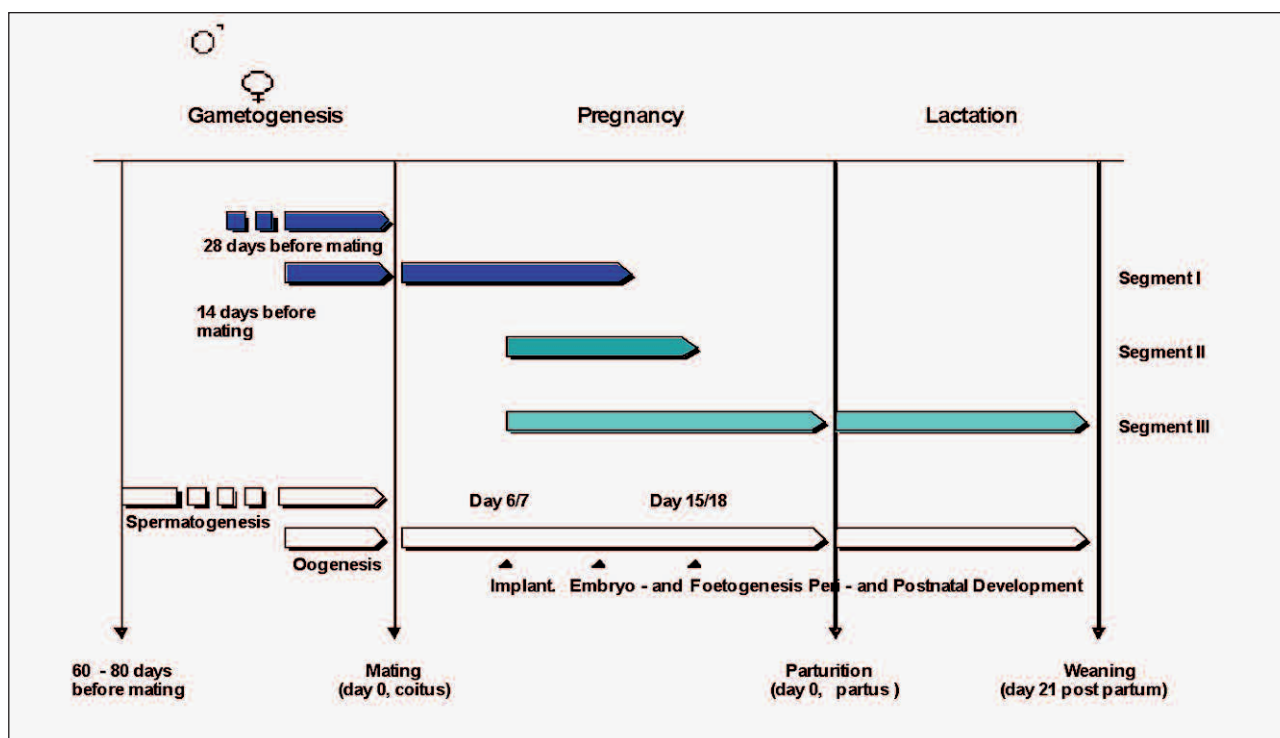 Gametogenesis
Pregnancy
Lactation
28 days before mating
Segment I
14 days before
mating
Segment II
Segment III
Day 6/7
Day 15/18
Spermatogenesis
Oogenesis
Implant. Embryo - and Foetogenesis Peri - and Postnatal Development
60 - 80 days
before mating
Mating
(day 0, coitus)
Parturition
(day 0, partus )
Weaning
(day 21 post partum)